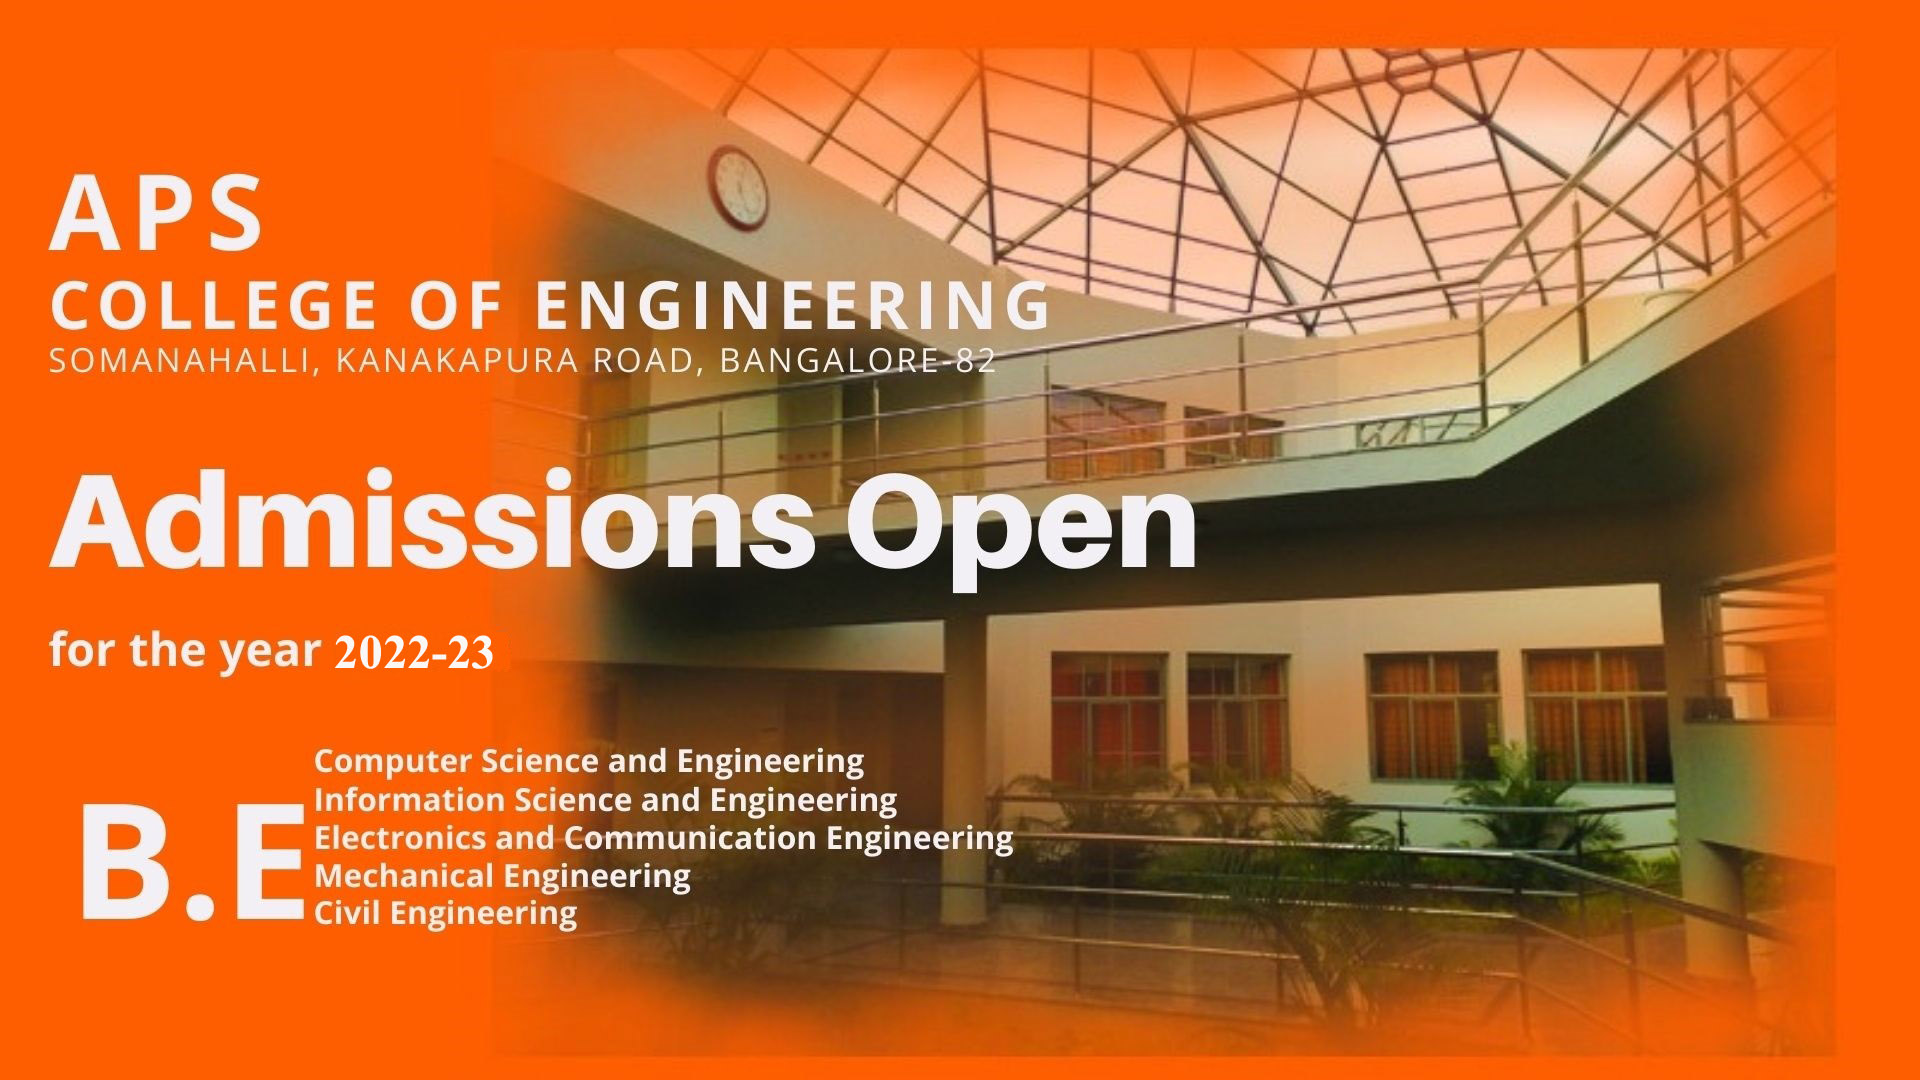 APS
COLLEGE OF ENGINEERING
SOMANAHALLI, KANAKAPURA ROAD, BANGALORE-82
Admissions Open
for the year 2022-23
B.E
Computer Science and Engineering
Information Science and Engineering
Electronics and Communication Engineering
Mechanical Engineering
Civil Engineering